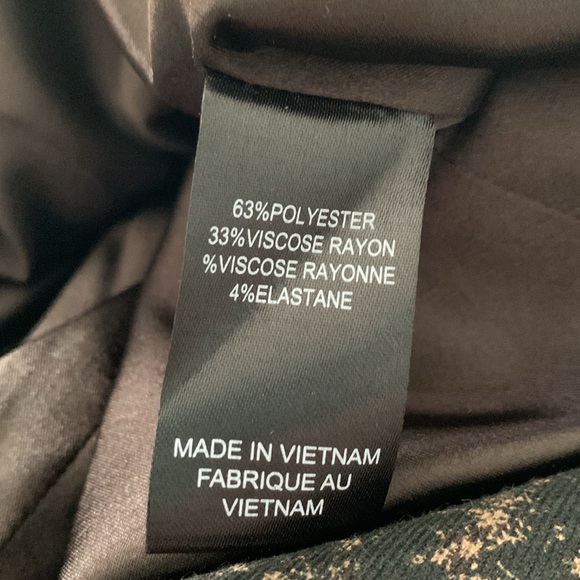 63%POLYESTER
33%VISCOSE RAYON
%VISCOSE RAYONNE
4%ELASTANE
MADE IN VIETNAM
FABRIQUE AU
VIETNAM